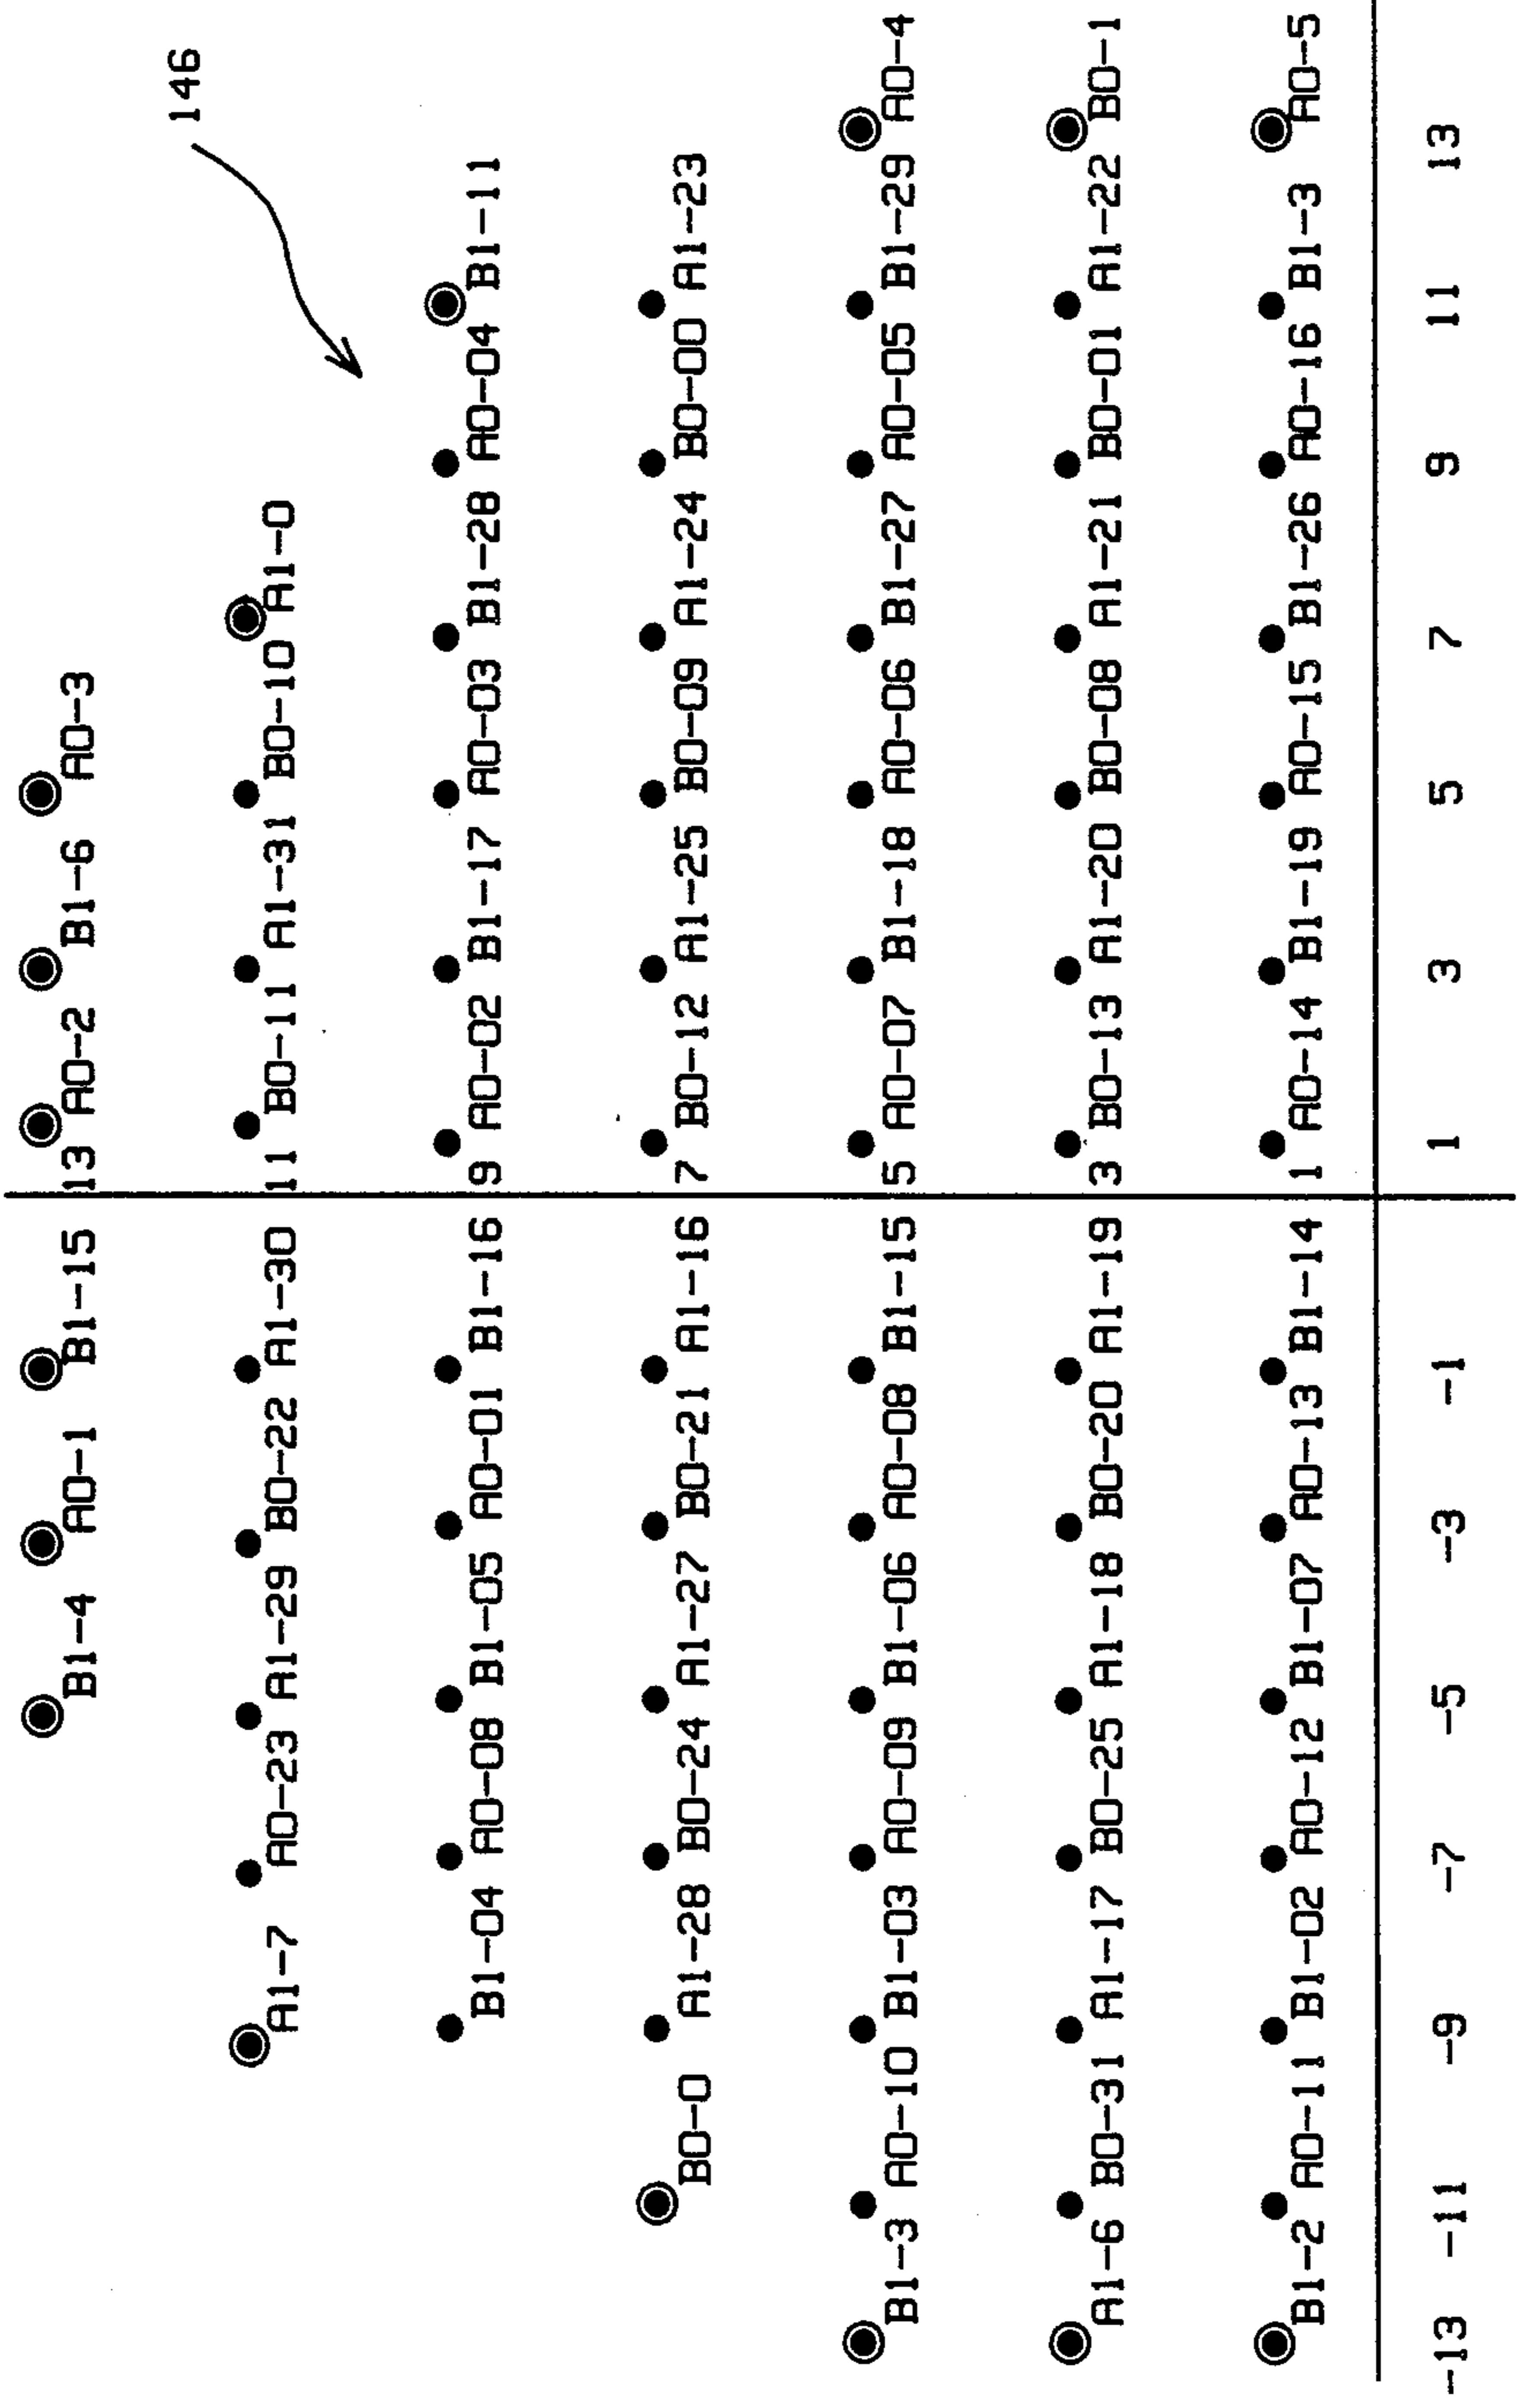 B1-4 A0-1 B1-15 13 A0-2 B1-6 A0-3
146
A1-7 A0-23 A1-29 B0-22 A1-30 11 B0-11 A1-31 B0-10 A1-0
B1-04 A0-08 B1-05 A0-01 B1-16 9 A0-02 B1-17 A0-03 B1-28 A0-04 B1-11
B0-0 A1-28 B0-24 A1-27 B0-21 A1-16 7 B0-12 A1-25 B0-09 A1-24 B0-00 A1-23
B1-3 A0-10 B1-03 A0-09 B1-06 A0-08 B1-15 5 A0-07 B1-18 A0-06 B1-27 A0-05 B1-29 A0-4
A1-6 B0-31 A1-17 B0-25 A1-18 B0-20 A1-19 3 B0-13 A1-20 B0-08 A1-21 B0-01 A1-22 B0-1
B1-2 A0-11 B1-02 A0-12 B1-07 A0-13 B1-14 1 A0-14 B1-19 A0-15 B1-26 A0-16 B1-3 A0-5
-13 -11 -9 -7 -5 -3 -1 1 3 5 7 9 11 13